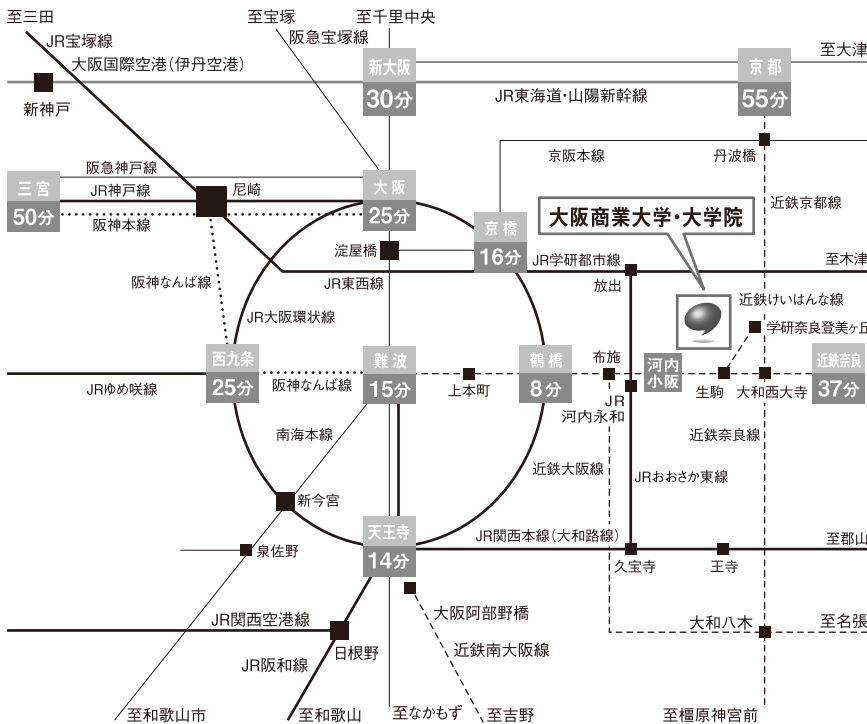 至三田
至宝塚
至千里中央
JR宝塚線
阪急宝塚線
大阪国際空港(伊丹空港)
新大阪
30分
京都
55分
至大津
新神戸
JR東海道・山陽新幹線
京阪本線
丹波橋
阪急神戸線
三宮
50分
JR神戸線
尼崎
阪神本線
大阪
25分
京橋
16分
大阪商業大学・大学院
近鉄京都線
淀屋橋
JR学研都市線
至木津
JR東西線
放出
阪神なんば線
近鉄けいはんな線
JR大阪環状線
学研奈良登美ヶ丘
西九条
25分
難波
15分
鶴橋
8分
布施
河内
小阪
近鉄奈良
37分
JRゆめ咲線
阪神なんば線
上本町
JR
河内永和
生駒
大和西大寺
南海本線
近鉄奈良線
近鉄大阪線
JRおおさか東線
新今宮
天王寺
14分
JR関西本線(大和路線)
至郡山
泉佐野
久宝寺
王寺
大阪阿部野橋
JR関西空港線
大和八木
至名張
日根野
近鉄南大阪線
JR阪和線
至和歌山市
至和歌山
至なかもず
至吉野
至橿原神宮前